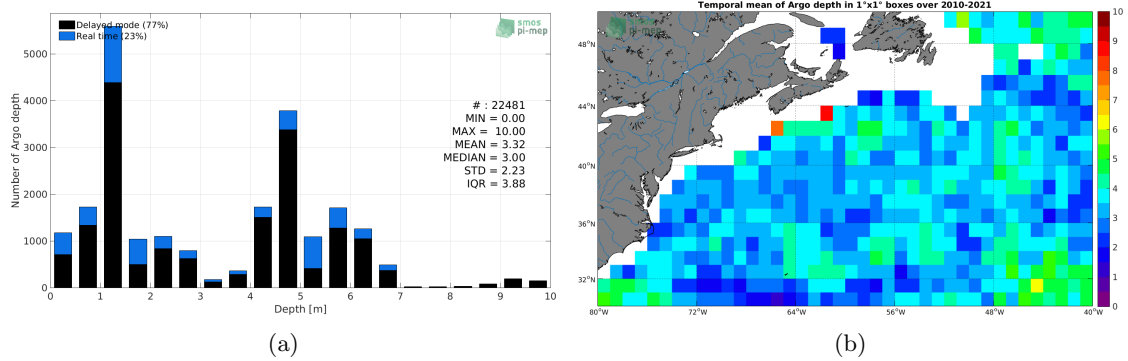 Delayed mode (77%)
Real time (23%)
smos
pi-mep
# : 22481
MIN = 0.00
MAX = 10.00
MEAN = 3.32
MEDIAN = 3.00
STD = 2.23
IQR = 3.88
Number of Argo depth
5000
4000
3000
2000
1000
0
0 1 2 3 4 5 6 7 8 9 10
Depth [m]
(a)
Temporal mean of Argo depth in 1°x1° boxes over 2010-2021
smos
pi-mep
48°N
44°N
40°N
36°N
32°N
80°W 72°W 64°W 56°W 48°W 40°W
10
9
8
7
6
5
4
3
2
1
0
(b)